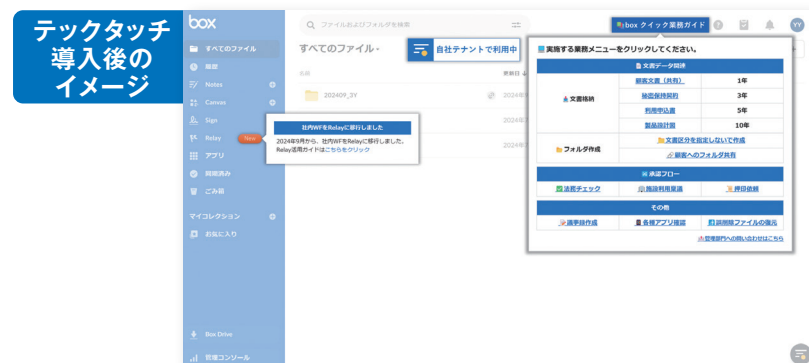 テックタッチ
導入後の
イメージ
box
すべてのファイル
履歴
Notes
Canvas
Sign
Relay New
アプリ
同期済み
ごみ箱
マイコレクション
お気に入り
Box Drive
管理コンソール
ファイルおよびフォルダを検索
box クイック業務ガイド
YY
すべてのファイル
自社テナントで利用中
名前 更新日
202409_3Y
社内WFをRelayに移行しました
2024年9月から、社内WFをRelayに移行しました。
Relay活用ガイドはこちらをクリック
実施する業務メニューをクリックしてください。
文書データ関連
文書格納
顧客文書（共有） 1年
秘密保持契約 3年
利用申込書 5年
製品設計図 10年
フォルダ作成
文書区分を指定しないで作成
顧客へのフォルダ共有
承認フロー
法務チェック 施設利用稟議 押印依頼
その他
議事録作成 各種アプリ確認 誤削除ファイルの復元
管理部門への問い合わせはこちら